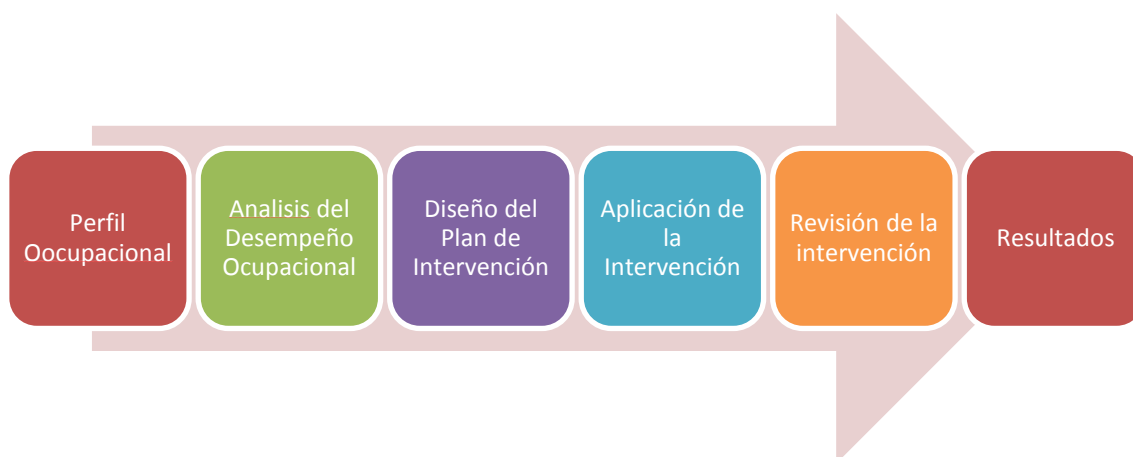 Perfil
Oocupacional
Analisis del
Desempeño
Ocupacional
Diseño del
Plan de
Intervención
Aplicación de
la
Intervención
Revisión de la
intervención
Resultados